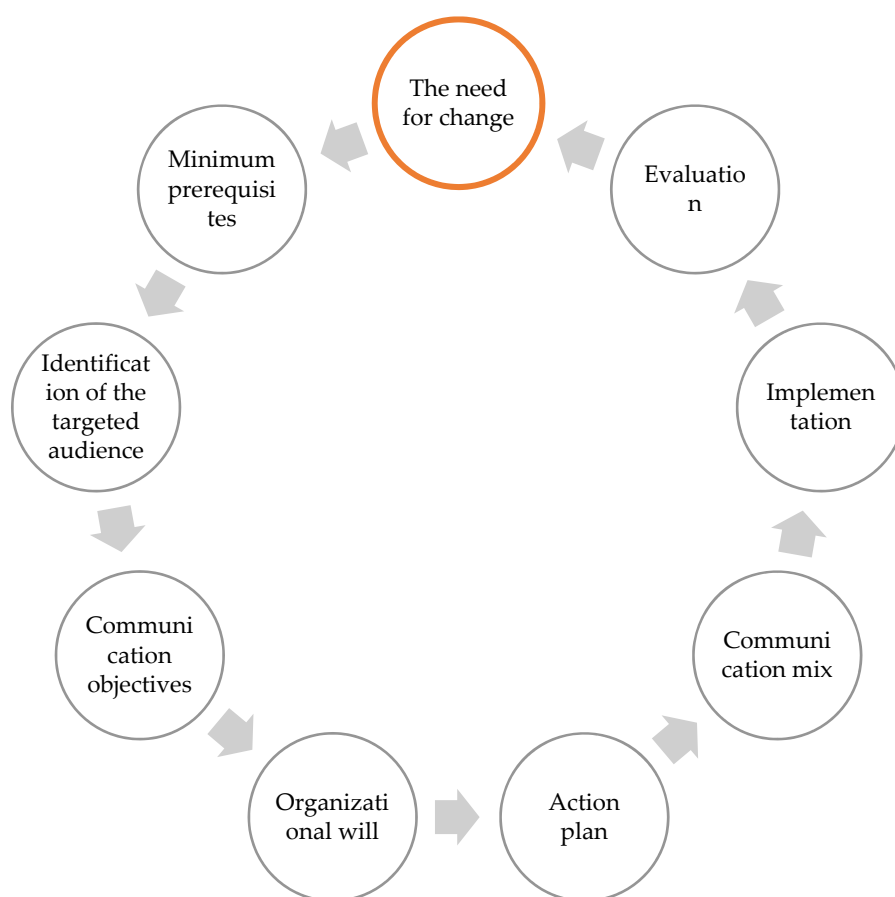 The need
for change
Minimum
prerequisi
tes
Identificat
ion of the
targeted
audience
Communi
cation
objectives
Organizati
onal will
Action
plan
Communi
cation mix
Implemen
tation
Evaluatio
n